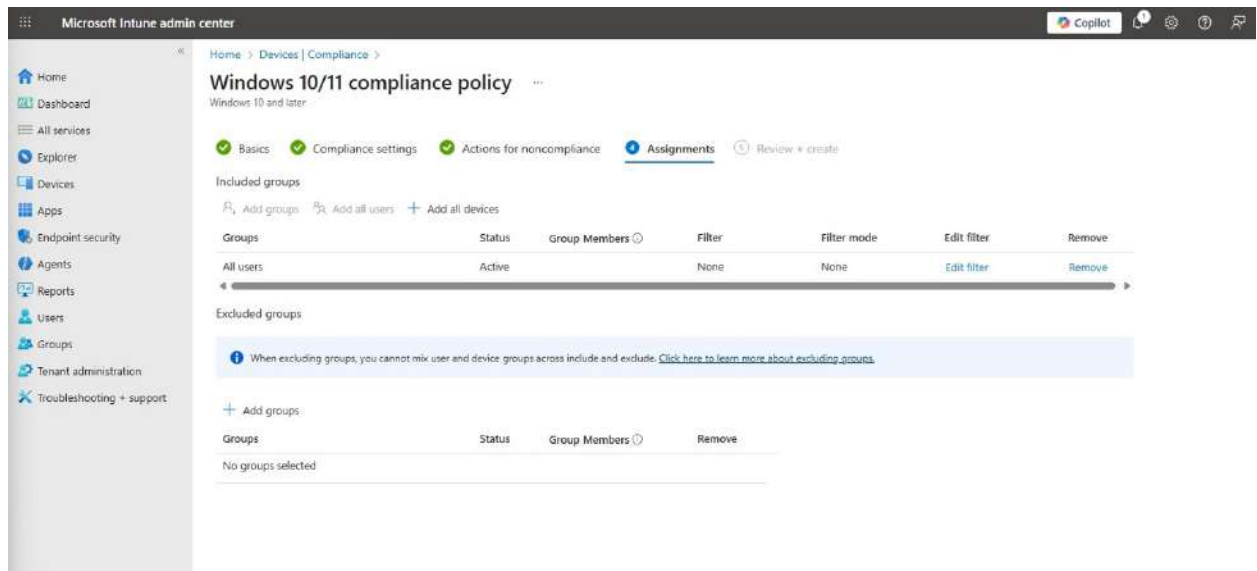 Microsoft Intune admin center
Copilot
1
Home > Devices | Compliance >
Windows 10/11 compliance policy ...
Windows 10 and later
Home
Dashboard
All services
Explorer
Devices
Apps
Endpoint security
Agents
Reports
Users
Groups
Tenant administration
Troubleshooting + support
Basics Compliance settings Actions for noncompliance 4 Assignments 5 Review + create
Included groups
Add groups Add all users + Add all devices
Groups Status Group Members Filter Filter mode Edit filter Remove
All users Active None None Edit filter Remove
Excluded groups
When excluding groups, you cannot mix user and device groups across include and exclude. Click here to learn more about excluding groups.
+ Add groups
Groups Status Group Members Remove
No groups selected